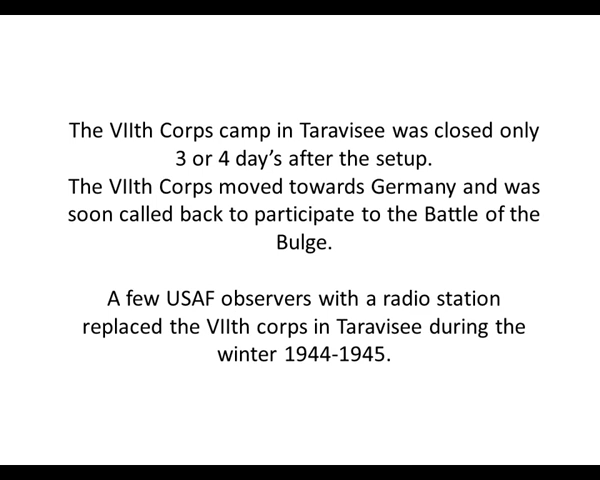 The VIIth Corps camp in Taravisee was closed only
3 or 4 day’s after the setup.
The VIIth Corps moved towards Germany and was
soon called back to participate to the Battle of the
Bulge.
A few USAF observers with a radio station
replaced the VIIth corps in Taravisee during the
winter 1944-1945.